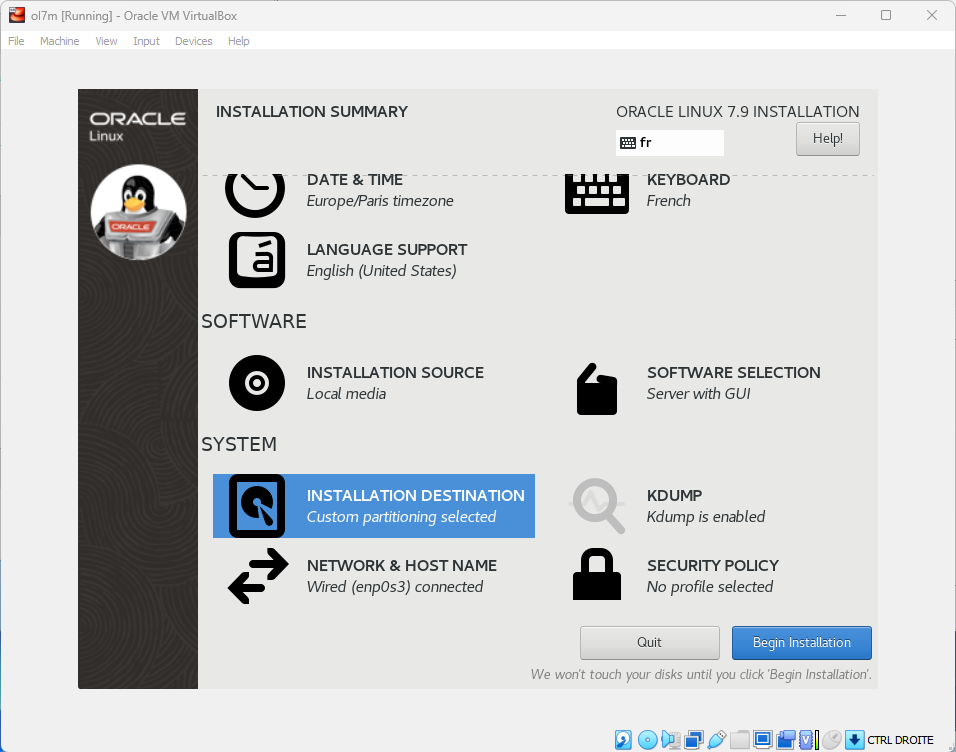 ol7m [Running] - Oracle VM VirtualBox
File Machine View Input Devices Help
ORACLE
Linux
ORACLE
INSTALLATION SUMMARY
ORACLE LINUX 7.9 INSTALLATION
fr
Help!
DATE & TIME
Europe/Paris timezone
KEYBOARD
French
LANGUAGE SUPPORT
English (United States)
SOFTWARE
INSTALLATION SOURCE
Local media
SOFTWARE SELECTION
Server with GUI
SYSTEM
INSTALLATION DESTINATION
Custom partitioning selected
KDUMP
Kdump is enabled
NETWORK & HOST NAME
Wired (enp0s3) connected
SECURITY POLICY
No profile selected
Quit
Begin Installation
We won't touch your disks until you click 'Begin Installation'.
CTRL DROITE